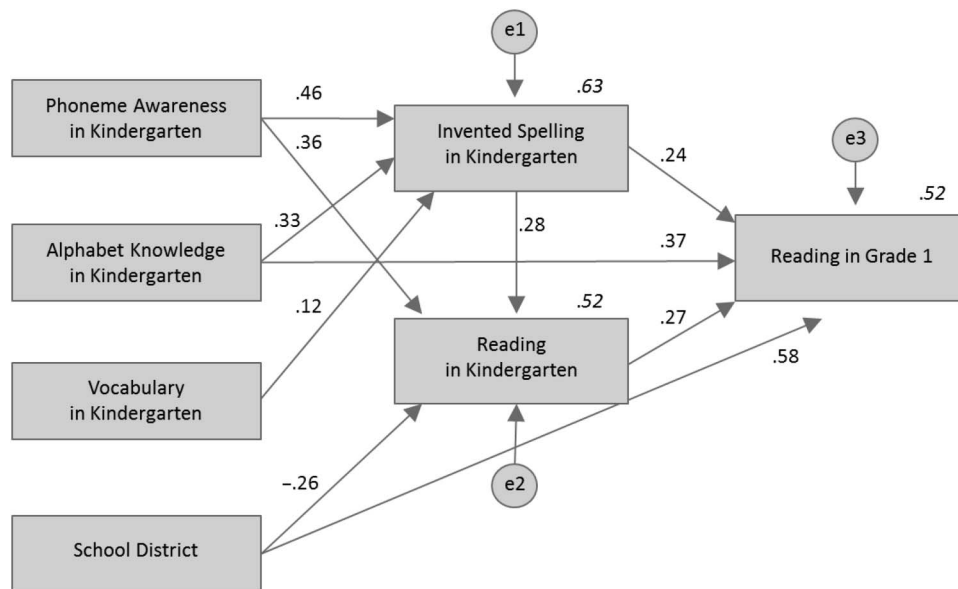 e1
.63
Phoneme Awareness
in Kindergarten
.46
Invented Spelling
in Kindergarten
.36
.24
e3
.52
Alphabet Knowledge
in Kindergarten
.33
.28
.37
Reading in Grade 1
.12
.52
Reading
in Kindergarten
.27
.58
Vocabulary
in Kindergarten
–.26
e2
School District